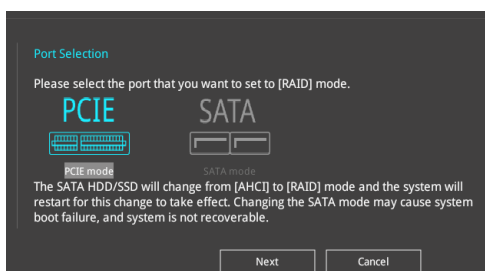 Port Selection
Please select the port that you want to set to [RAID] mode.
PCIE SATA
PCIE mode SATA mode
The SATA HDD/SSD will change from [AHCI] to [RAID] mode and the system will
restart for this change to take effect. Changing the SATA mode may cause system
boot failure, and system is not recoverable.
Next Cancel